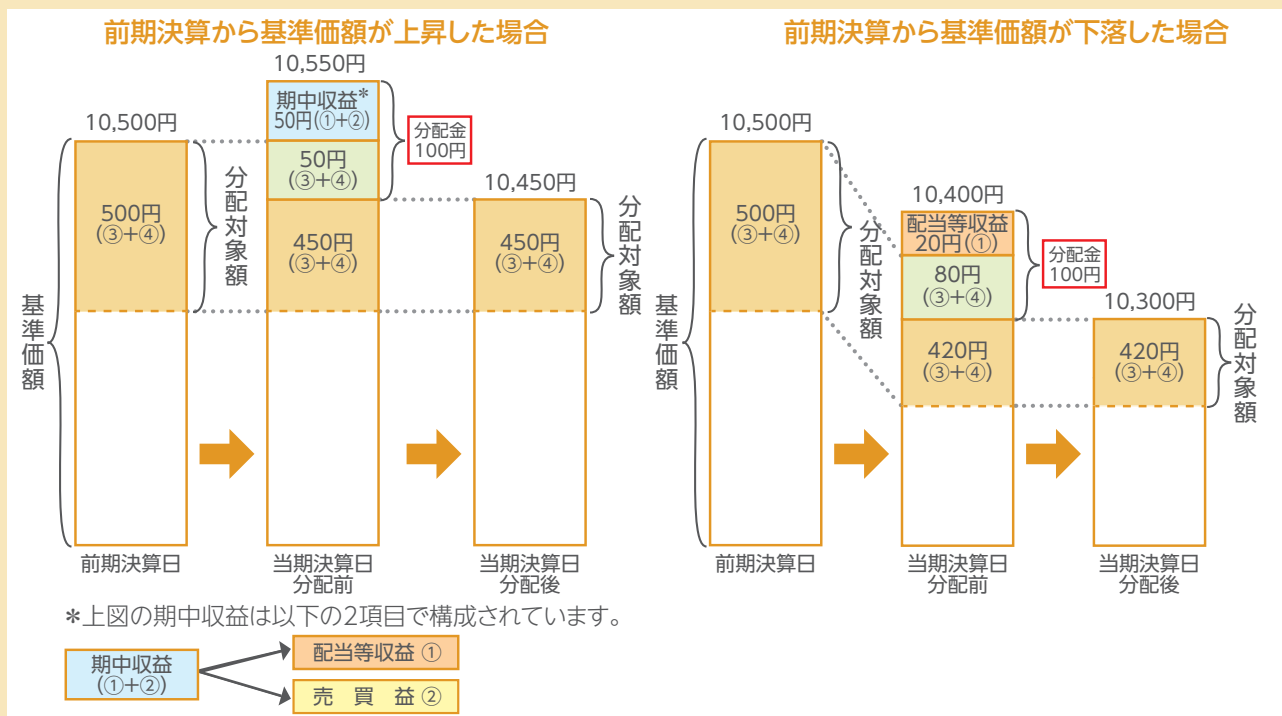 前期決算から基準価額が上昇した場合
10,500円
10,550円
期中収益*
50円(①+②)
分配金
100円
50円
(③+④)
10,450円
500円
(③+④)
分配対象額
450円
(③+④)
450円
(③+④)
分配対象額
基準価額
前期決算日
当期決算日
分配前
当期決算日
分配後
*上図の期中収益は以下の2項目で構成されています。
期中収益
(①+②)
配当等収益 ①
売 買 益 ②
前期決算から基準価額が下落した場合
10,500円
10,400円
配当等収益
20円(①)
分配金
100円
500円
(③+④)
分配対象額
80円
(③+④)
10,300円
420円
(③+④)
420円
(③+④)
分配対象額
基準価額
前期決算日
当期決算日
分配前
当期決算日
分配後